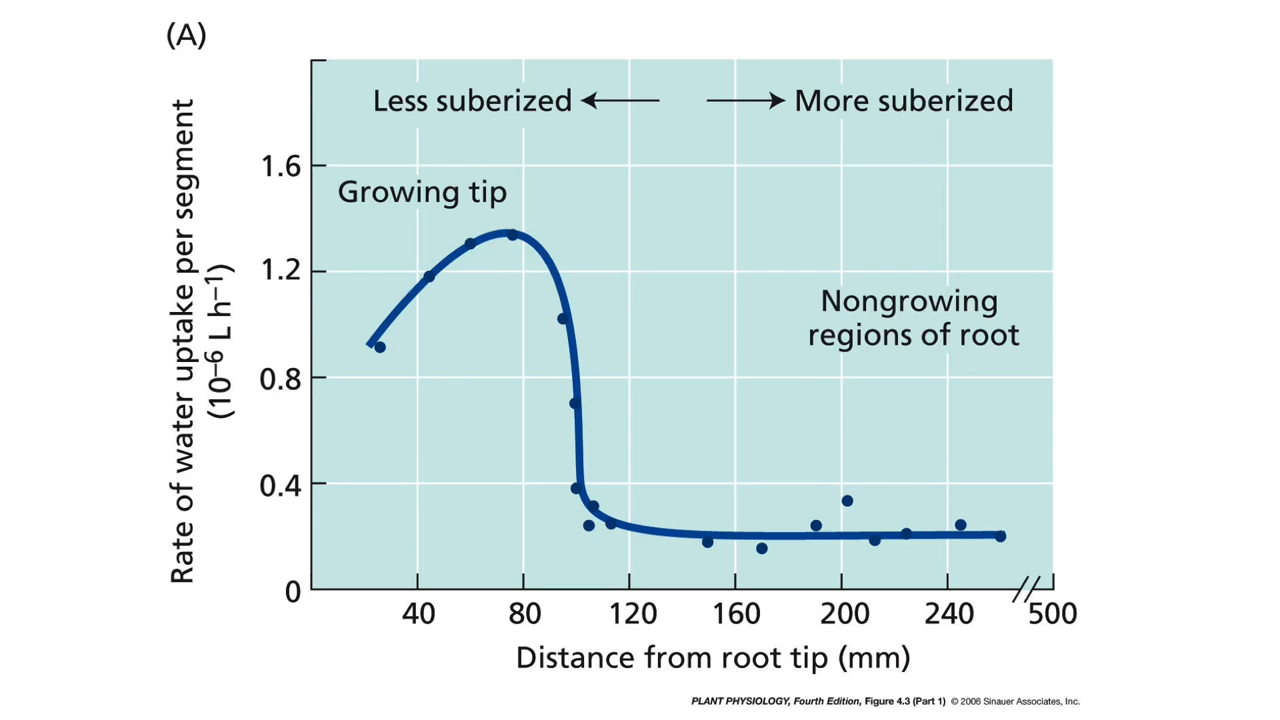 (A)
Less suberized
More suberized
Growing tip
Nongrowing
regions of root
Rate of water uptake per segment
(10–6 L h–1)
1.6
1.2
0.8
0.4
0
40 80 120 160 200 240 500
Distance from root tip (mm)
PLANT PHYSIOLOGY, Fourth Edition, Figure 4.3 (Part 1) © 2006 Sinauer Associates, Inc.